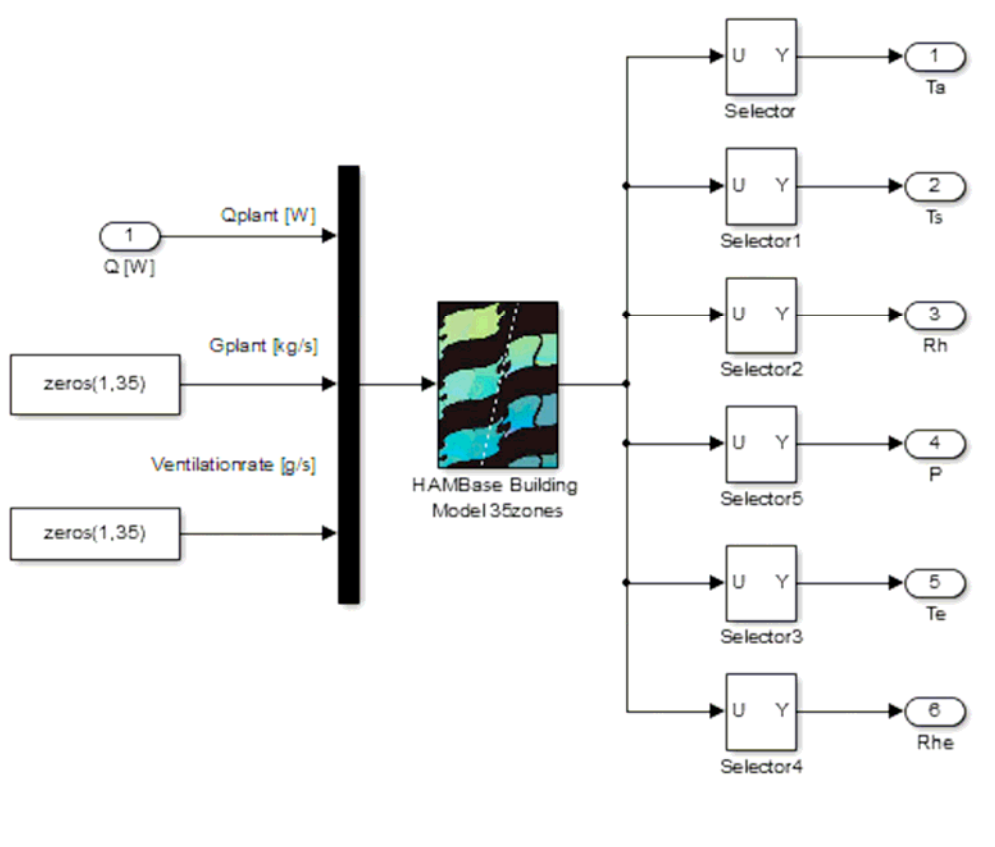 U Y
Selector
1
Ta
U Y
Selector1
2
Ts
Qplant [W]
1
Q [W]
U Y
Selector2
3
Rh
Gplant [kg/s]
zeros(1,35)
U Y
Selector5
4
P
Ventilationrate [g/s]
HAMBase Building
Model 35zones
zeros(1,35)
U Y
Selector3
5
Te
U Y
Selector4
6
Rhe